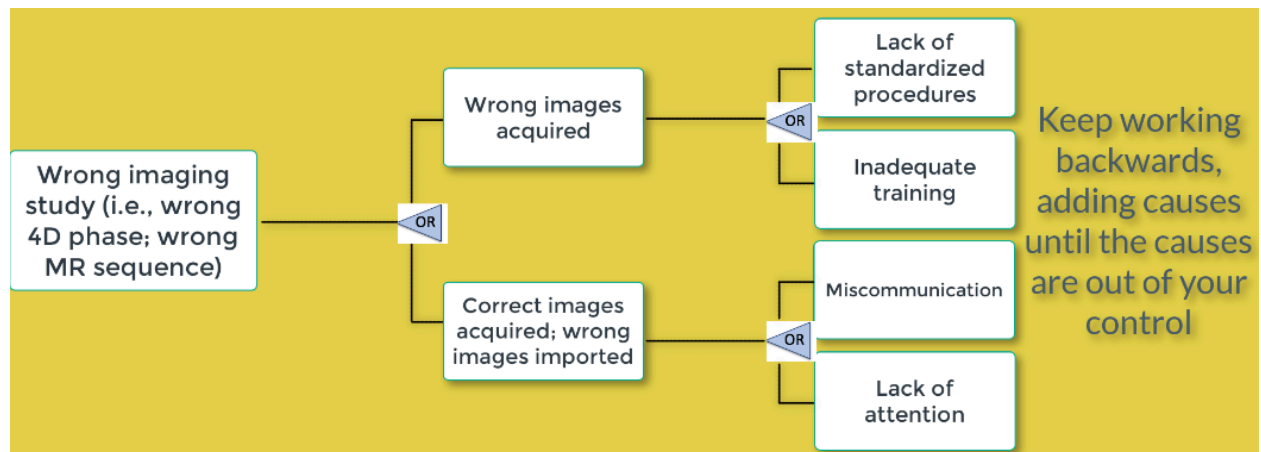 Wrong imaging
study (i.e., wrong
4D phase; wrong
MR sequence)
OR
Wrong images
acquired
Correct images
acquired; wrong
images imported
OR
Lack of
standardized
procedures
Inadequate
training
OR
Miscommunication
Lack of
attention
Keep working
backwards,
adding causes
until the causes
are out of your
control